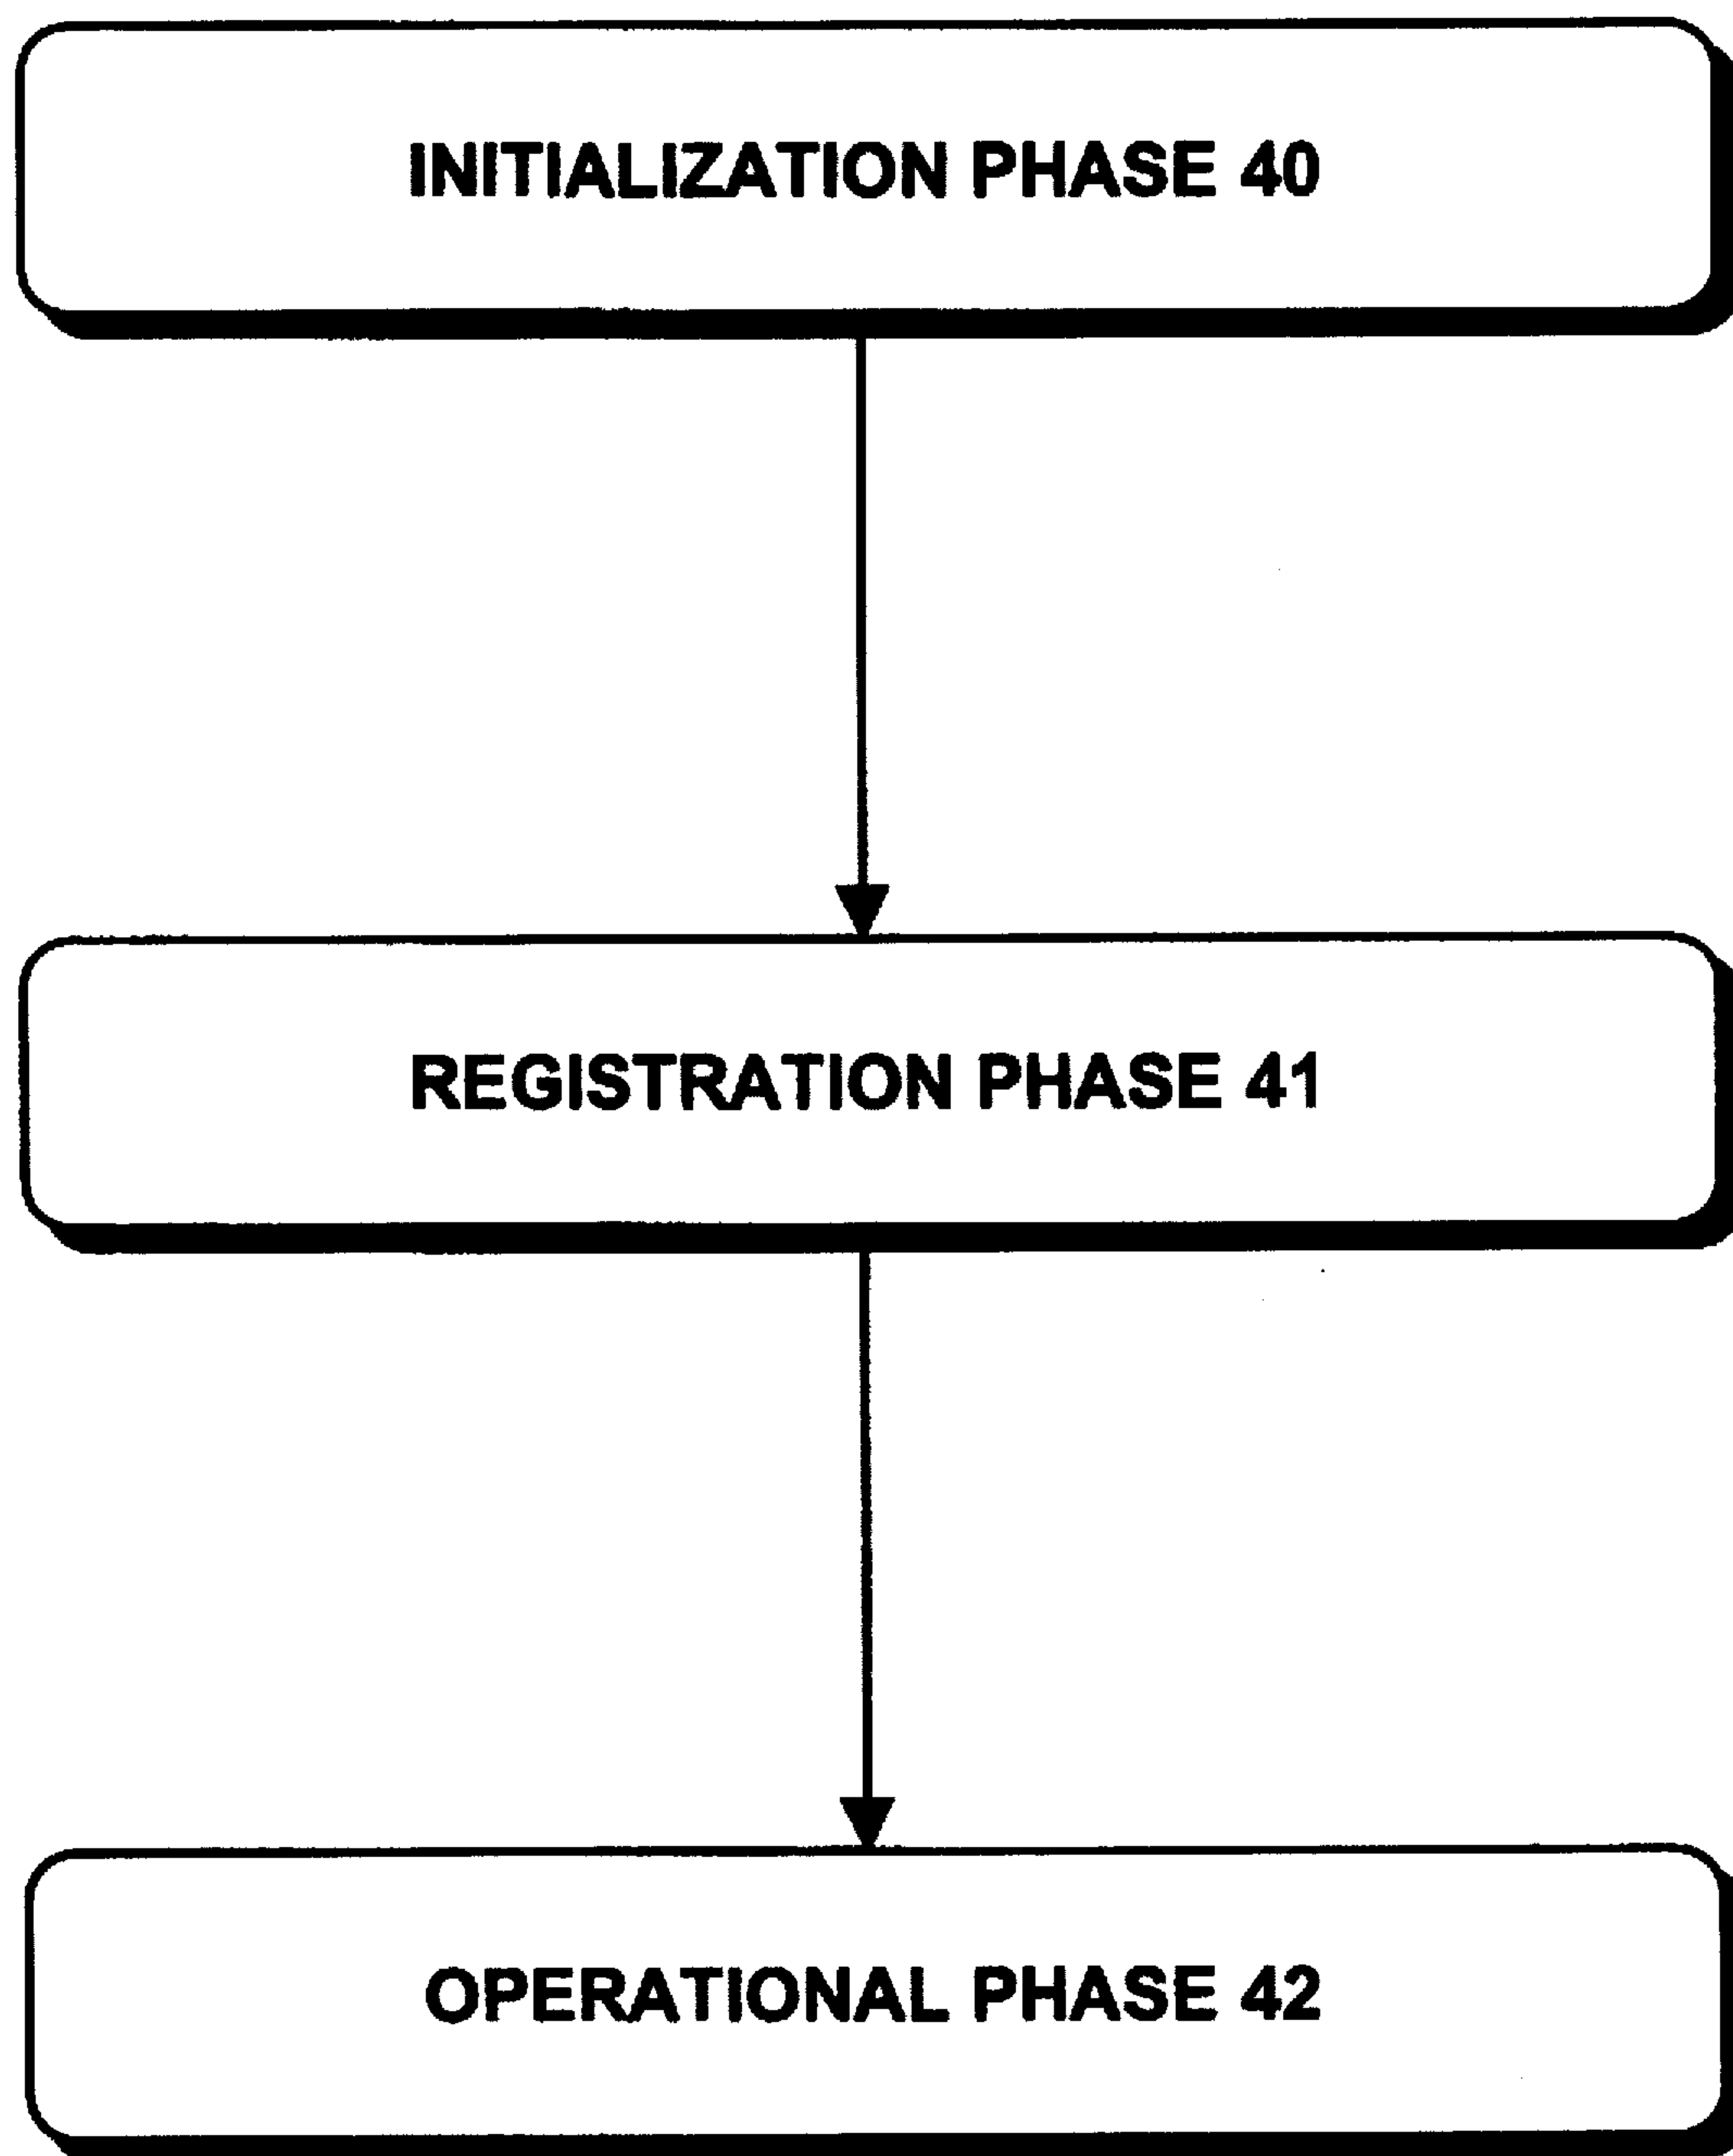 INITIALIZATION PHASE 40
REGISTRATION PHASE 41
OPERATIONAL PHASE 42